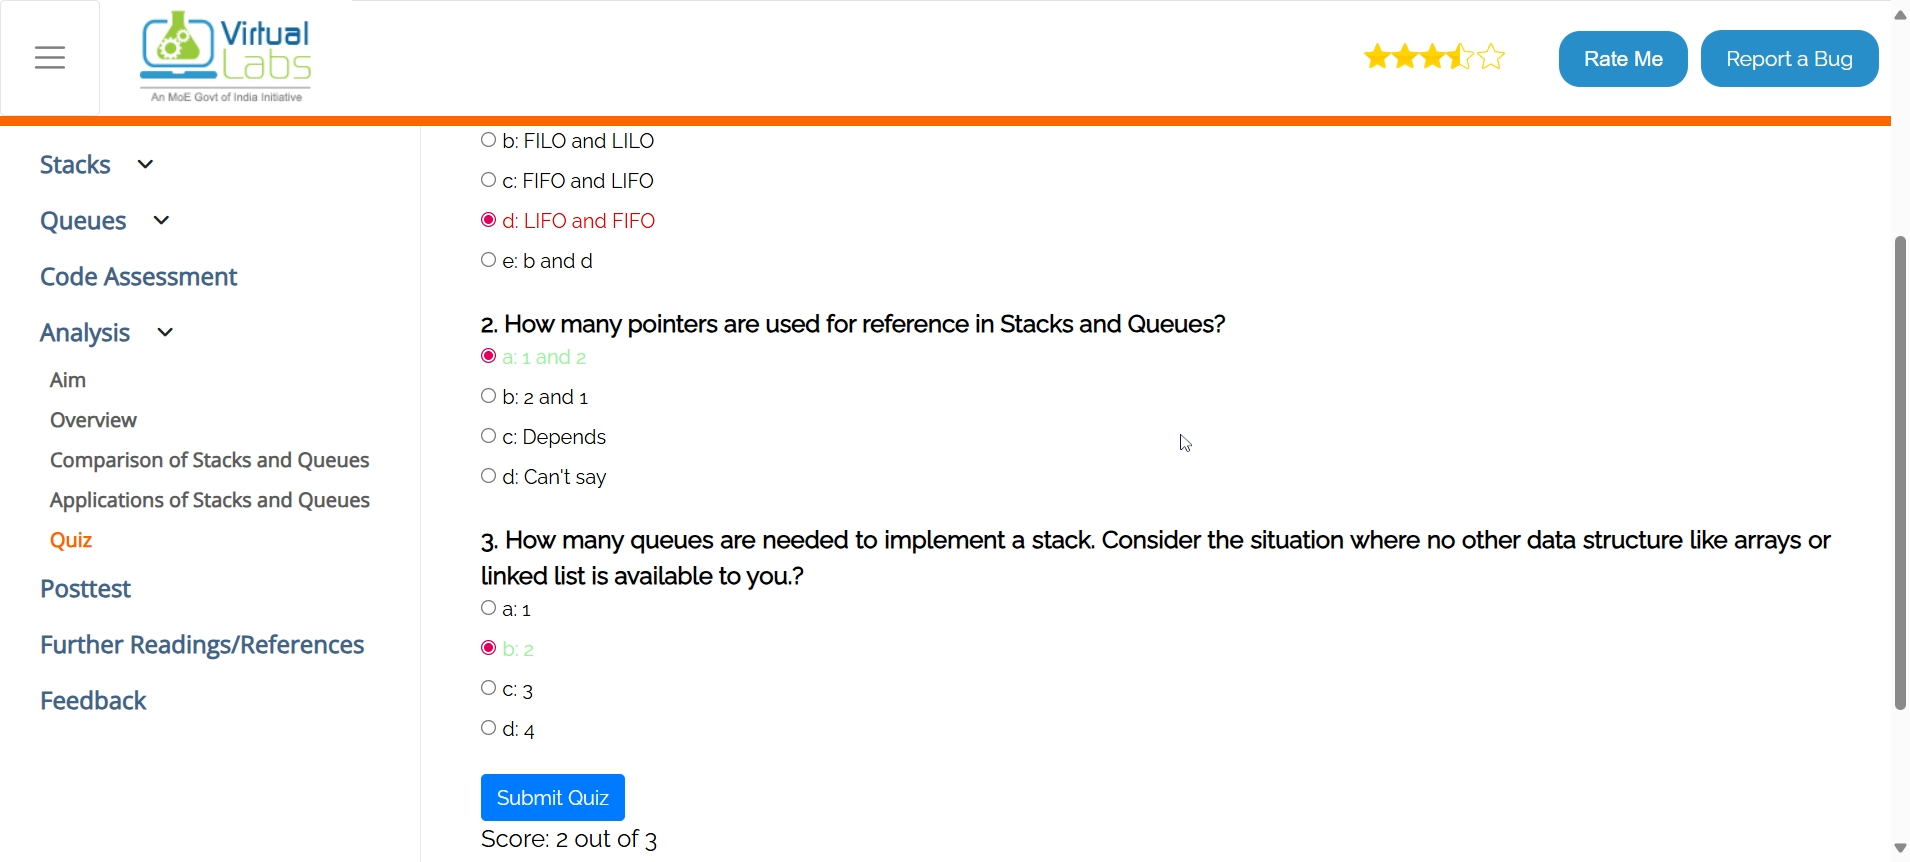 Virtual
Labs
An MoE Govt of India Initiative
Rate Me
Report a Bug
Stacks
Queues
Code Assessment
Analysis
Aim
Overview
Comparison of Stacks and Queues
Applications of Stacks and Queues
Quiz
Posttest
Further Readings/References
Feedback
b: FILO and LILO
c: FIFO and LIFO
d: LIFO and FIFO
e: b and d
2. How many pointers are used for reference in Stacks and Queues?
a: 1 and 2
b: 2 and 1
c: Depends
d: Can't say
3. How many queues are needed to implement a stack. Consider the situation where no other data structure like arrays or
linked list is available to you.?
a: 1
b: 2
c: 3
d: 4
Submit Quiz
Score: 2 out of 3